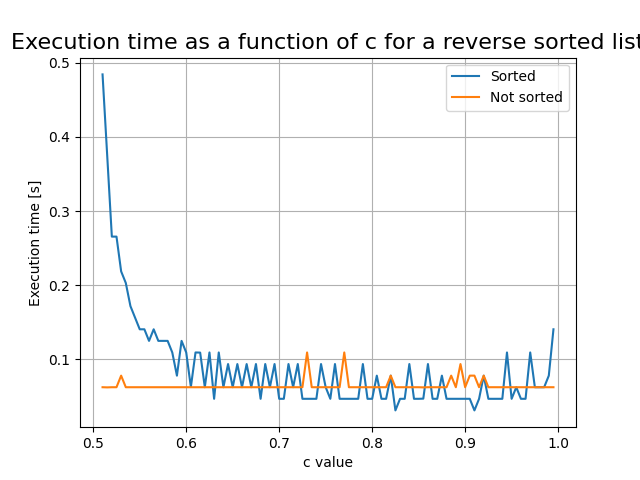 Execution time as a function of c for a reverse sorted list
0.5
0.4
0.3
0.2
0.1
Execution time [s]
Sorted
Not sorted
0.5 0.6 0.7 0.8 0.9 1.0
c value